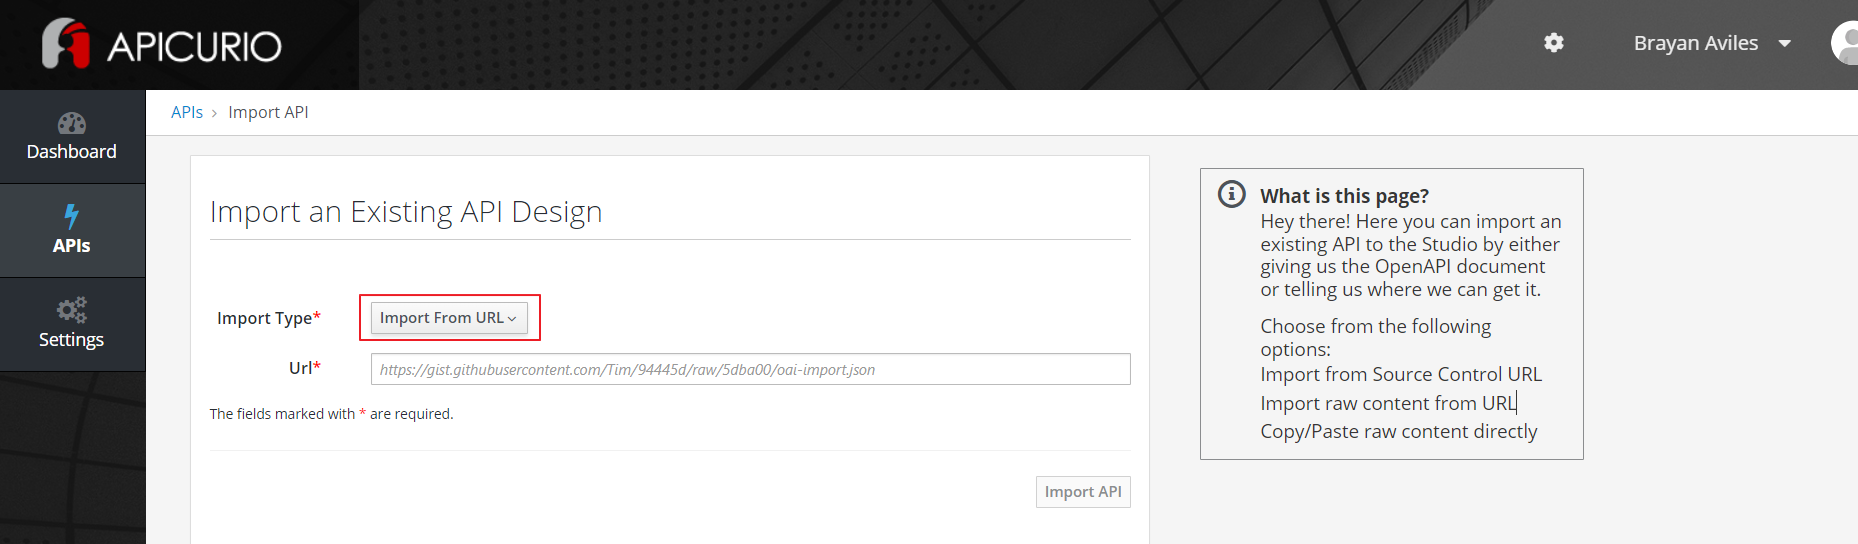 APICURIO
Brayan Aviles
Dashboard
APIs
Settings
APIs > Import API
Import an Existing API Design
Import Type*
Import From URL
Url*
https://gist.githubusercontent.com/Tim/94445d/raw/5dba00/oai-import.json
The fields marked with * are required.
Import API
What is this page?
Hey there! Here you can import an
existing API to the Studio by either
giving us the OpenAPI document
or telling us where we can get it.
Choose from the following
options:
Import from Source Control URL
Import raw content from URL
Copy/Paste raw content directly